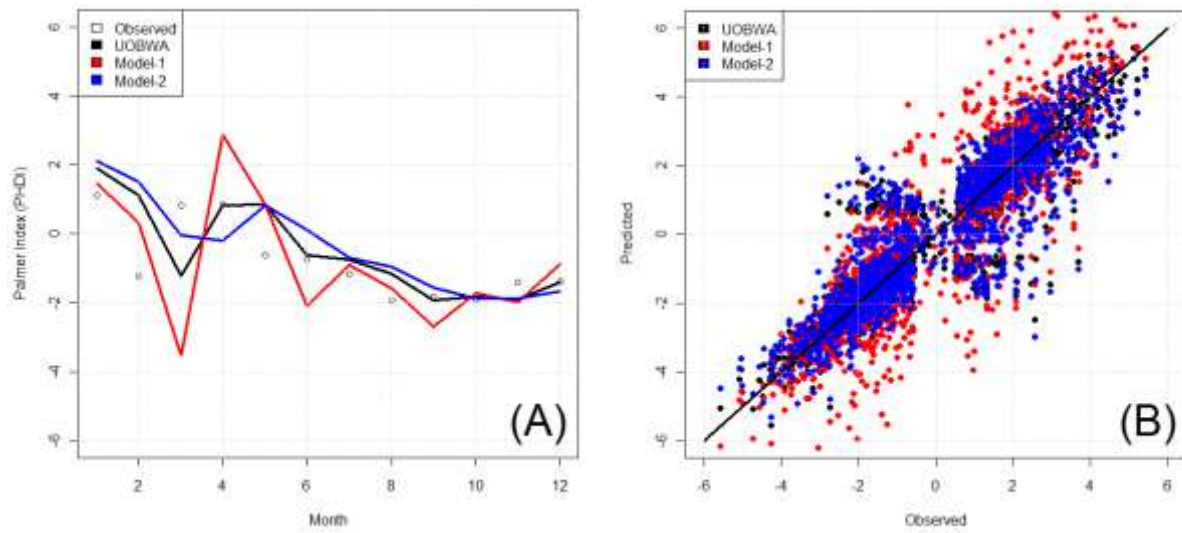 Observed
UOBWA
Model-1
Model-2
Palmer Index (PHDI)
6
4
2
0
-2
-4
-6
(A)
2 4 6 8 10 12
Month
UOBWA
Model-1
Model-2
Predicted
6
4
2
0
-2
-4
-6
(B)
-6 -4 -2 0 2 4 6
Observed